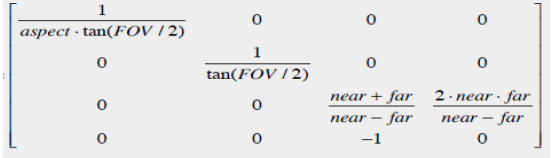 1 / (aspect · tan(FOV / 2)) 0 0 0
0 1 / tan(FOV / 2) 0 0
0 0 (near + far) / (near − far) (2 · near · far) / (near − far)
0 0 −1 0